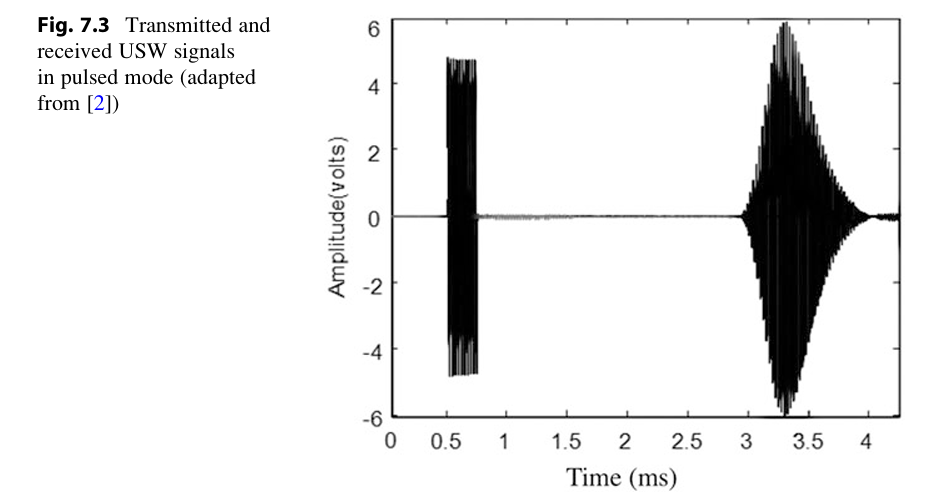 Fig. 7.3 Transmitted and
received USW signals
in pulsed mode (adapted
from [2])
6
4
2
0
-2
-4
-6
Amplitude(volts)
0 0.5 1 1.5 2 2.5 3 3.5 4
Time (ms)